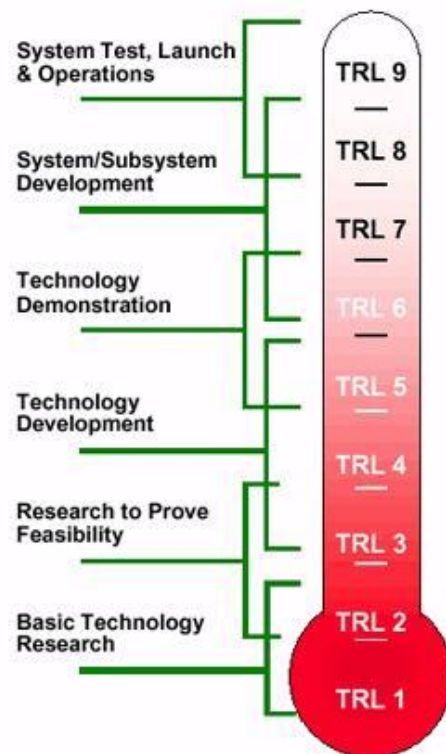 System Test, Launch
& Operations
System/Subsystem
Development
Technology
Demonstration
Technology
Development
Research to Prove
Feasibility
Basic Technology
Research
TRL 9
TRL 8
TRL 7
TRL 6
TRL 5
TRL 4
TRL 3
TRL 2
TRL 1